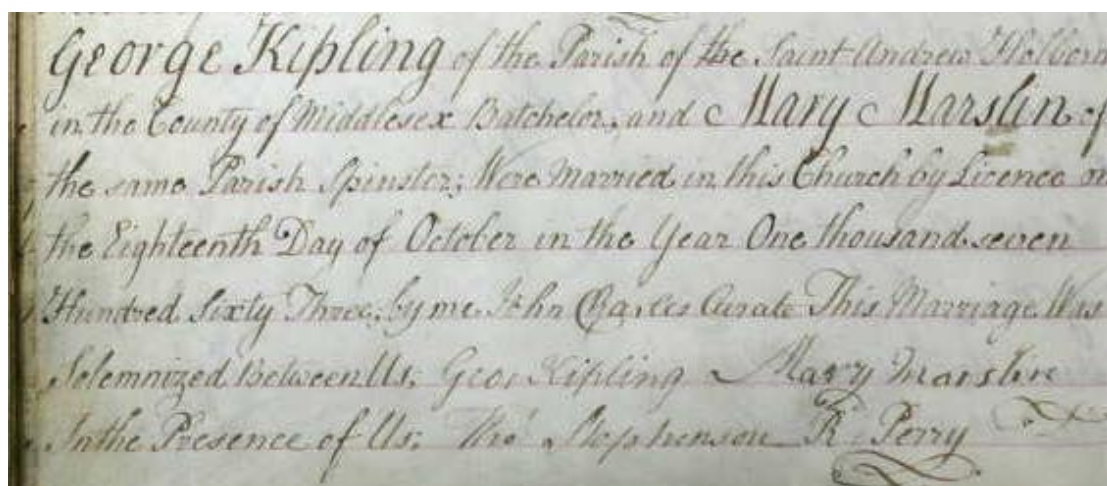 George Kipling of the Parish of the Saint Andrew Holborn
in the County of Middlesex Batchelor, and Mary Marslin of
the same Parish Spinster; Were Married in this Church by Licence on
the Eighteenth Day of October in the Year One thousand seven
Hundred Sixty Three, by me John Curate This Marriage Was
Solemnized Between Us. Geo: Kipling Mary
In the Presence of Us. Tho.s Stephenson R. Perry